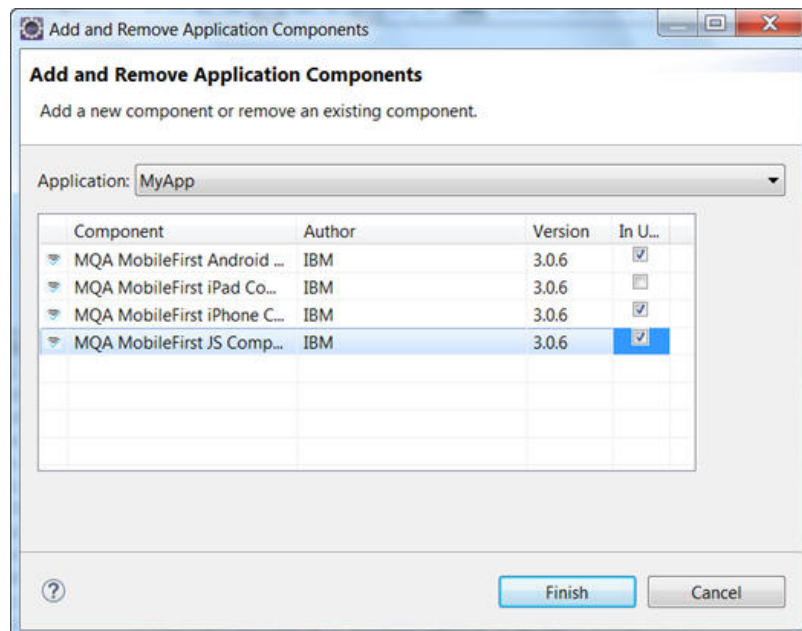 Add and Remove Application Components
Add and Remove Application Components
Add a new component or remove an existing component.
Application: MyApp
Component Author Version In U...
MQA MobileFirst Android ... IBM 3.0.6
MQA MobileFirst iPad Co... IBM 3.0.6
MQA MobileFirst iPhone C... IBM 3.0.6
MQA MobileFirst JS Comp... IBM 3.0.6
? Finish Cancel